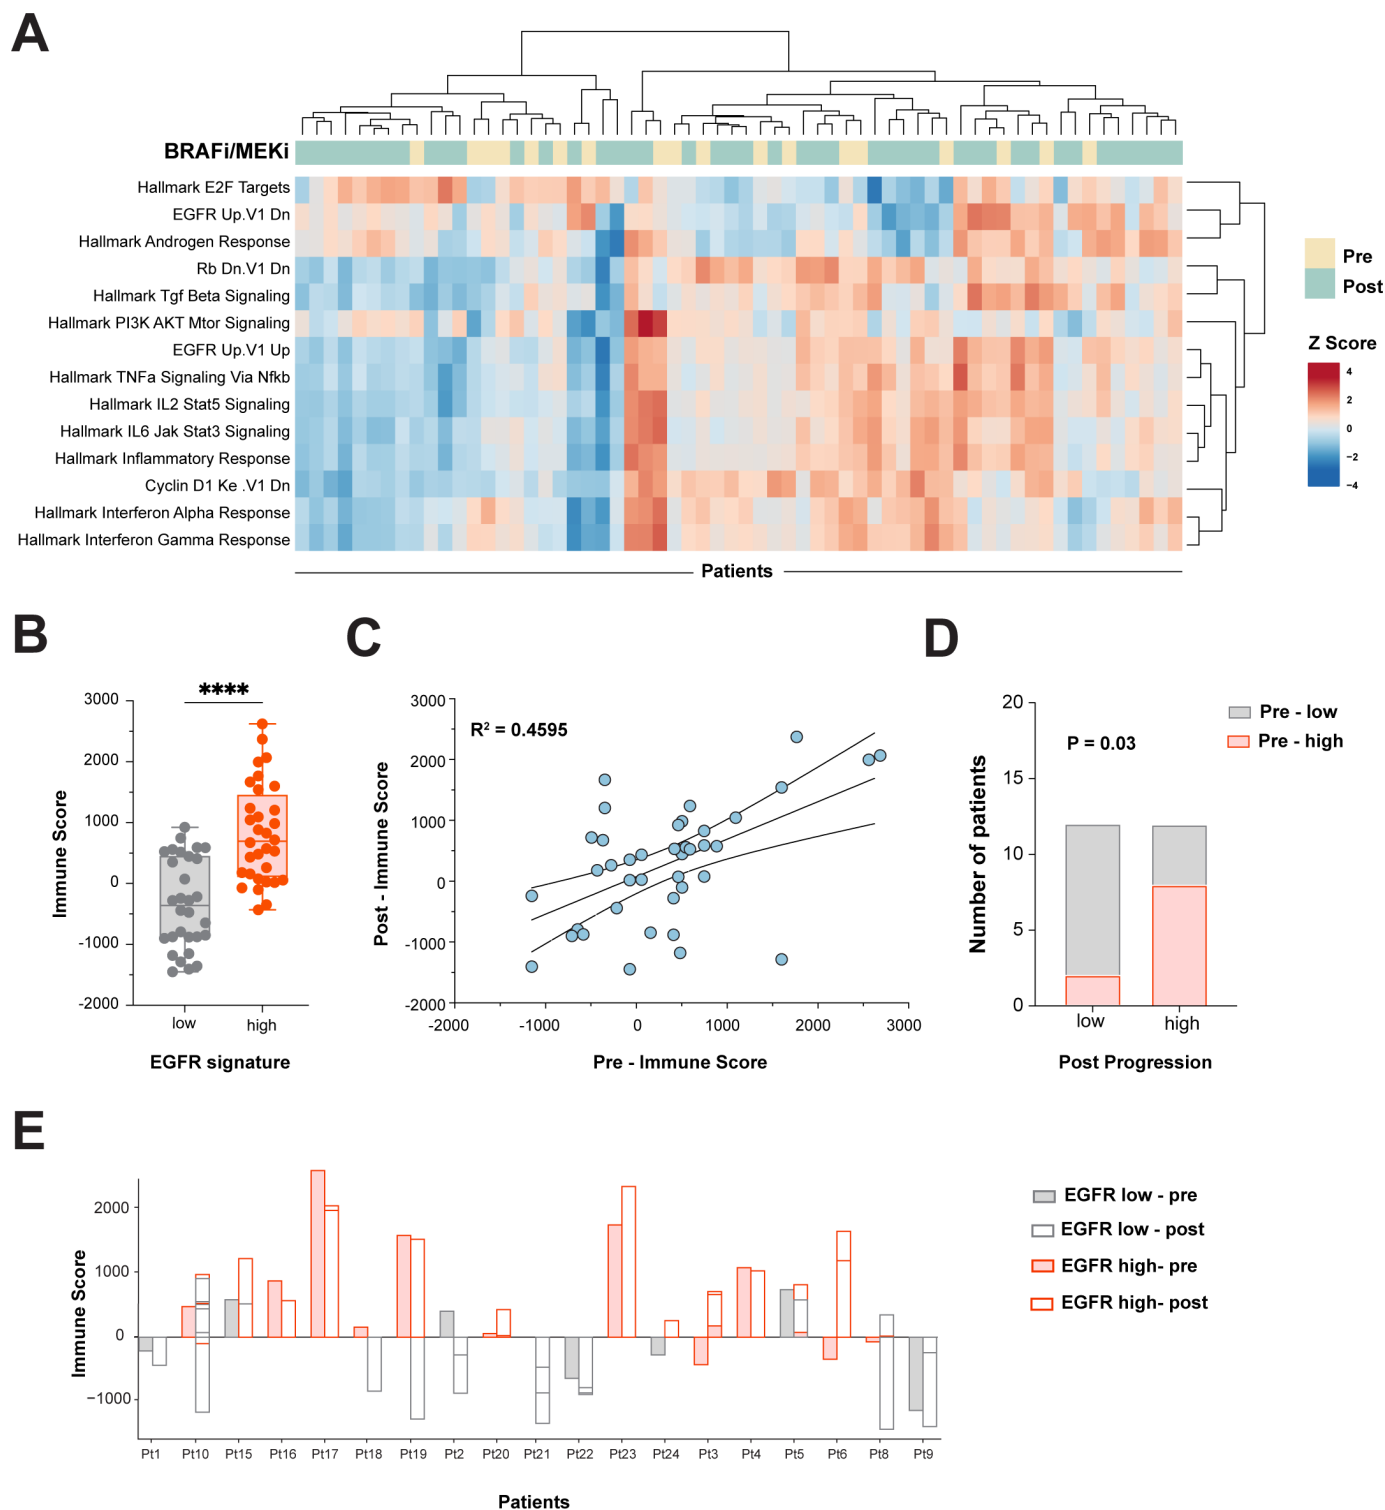 A
BRAFi/MEKi
Hallmark E2F Targets
EGFR Up.V1 Dn
Hallmark Androgen Response
Rb Dn.V1 Dn
Hallmark Tgf Beta Signaling
Hallmark PI3K AKT Mtor Signaling
EGFR Up.V1 Up
Hallmark TNFa Signaling Via Nfkb
Hallmark IL2 Stat5 Signaling
Hallmark IL6 Jak Stat3 Signaling
Hallmark Inflammatory Response
Cyclin D1 Ke .V1 Dn
Hallmark Interferon Alpha Response
Hallmark Interferon Gamma Response
Patients
Pre
Post
Z Score
4
2
0
−2
−4
B
****
3000
2000
1000
0
-1000
-2000
Immune Score
low high
EGFR signature
C
R² = 0.4595
3000
2000
1000
0
-1000
-2000
Post - Immune Score
-2000 -1000 0 1000 2000 3000
Pre - Immune Score
D
P = 0.03
20
15
10
5
0
Number of patients
low high
Post Progression
Pre - low
Pre - high
E
2000
1000
0
−1000
Immune Score
Pt1 Pt10 Pt15 Pt16 Pt17 Pt18 Pt19 Pt2 Pt20 Pt21 Pt22 Pt23 Pt24 Pt3 Pt4 Pt5 Pt6 Pt8 Pt9
Patients
EGFR low - pre
EGFR low - post
EGFR high- pre
EGFR high- post